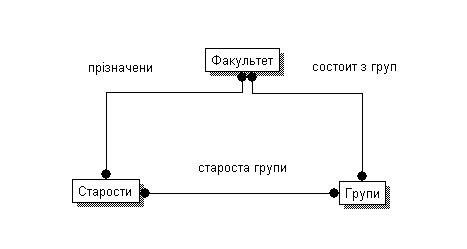 Факультет
прізначени
состоит з груп
староста групи
Старости
Групи